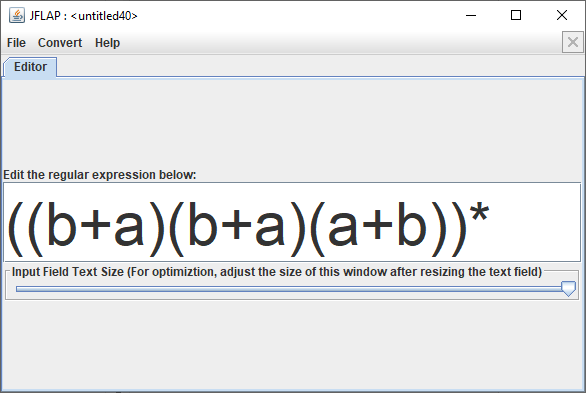 JFLAP : <untitled40>
File Convert Help
Editor
Edit the regular expression below:
((b+a)(b+a)(a+b))*
Input Field Text Size (For optimiztion, adjust the size of this window after resizing the text field)